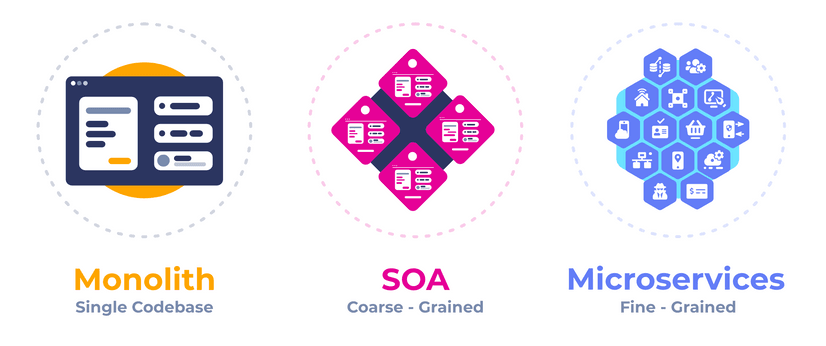 Monolith
Single Codebase
SOA
Coarse - Grained
Microservices
Fine - Grained